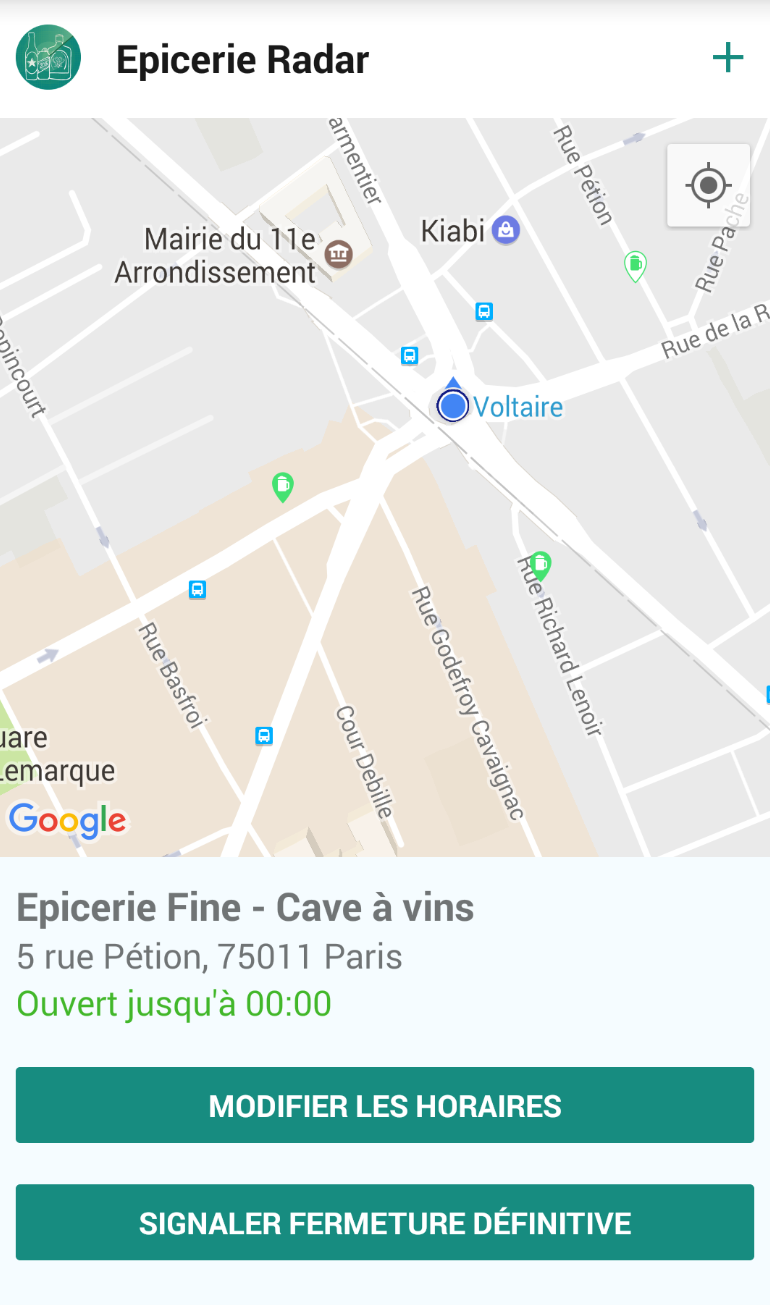 Epicerie Radar
armentier
Rue Pétion
Mairie du 11e
Arrondissement
Kiabi
Rue Pache
Rue de la R
Popincourt
Voltaire
Rue Richard Lenoir
Rue Godefroy Cavaignac
Rue Basfroi
Cour Debille
uare
Lemarque
Google
Epicerie Fine - Cave à vins
5 rue Pétion, 75011 Paris
Ouvert jusqu'à 00:00
MODIFIER LES HORAIRES
SIGNALER FERMETURE DÉFINITIVE